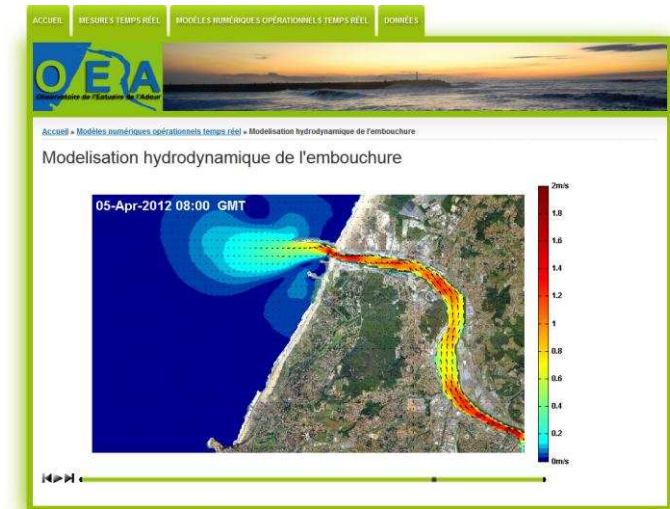 ACCUEIL
MESURES TEMPS RÉEL
MODÈLES NUMÉRIQUES OPÉRATIONNELS TEMPS RÉEL
DONNÉES
OERA
Observatoire de l'Estuaire de l'Adour
Accueil » Modèles numériques opérationnels temps réel » Modelisation hydrodynamique de l'embouchure
Modelisation hydrodynamique de l'embouchure
05-Apr-2012 08:00 GMT
2m/s
1.8
1.6
1.4
1.2
1
0.8
0.6
0.4
0.2
0m/s